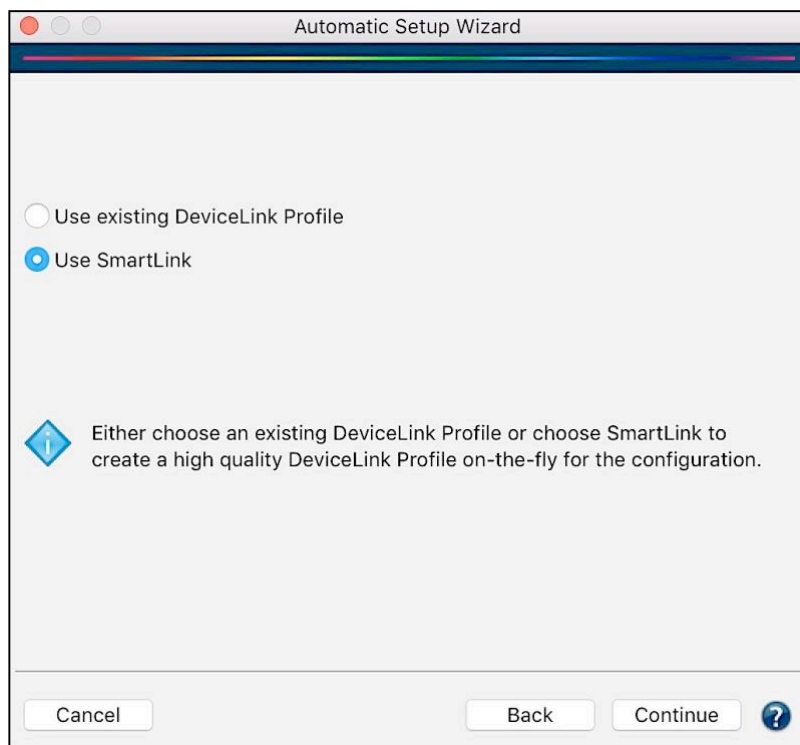 Automatic Setup Wizard
Use existing DeviceLink Profile
Use SmartLink
Either choose an existing DeviceLink Profile or choose SmartLink to
create a high quality DeviceLink Profile on-the-fly for the configuration.
Cancel
Back
Continue
?